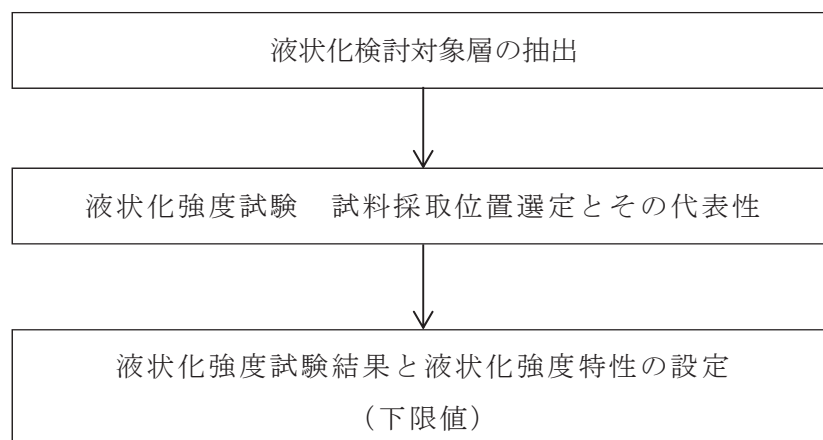 液状化検討対象層の抽出
液状化強度試験　試料採取位置選定とその代表性
液状化強度試験結果と液状化強度特性の設定
（下限値）